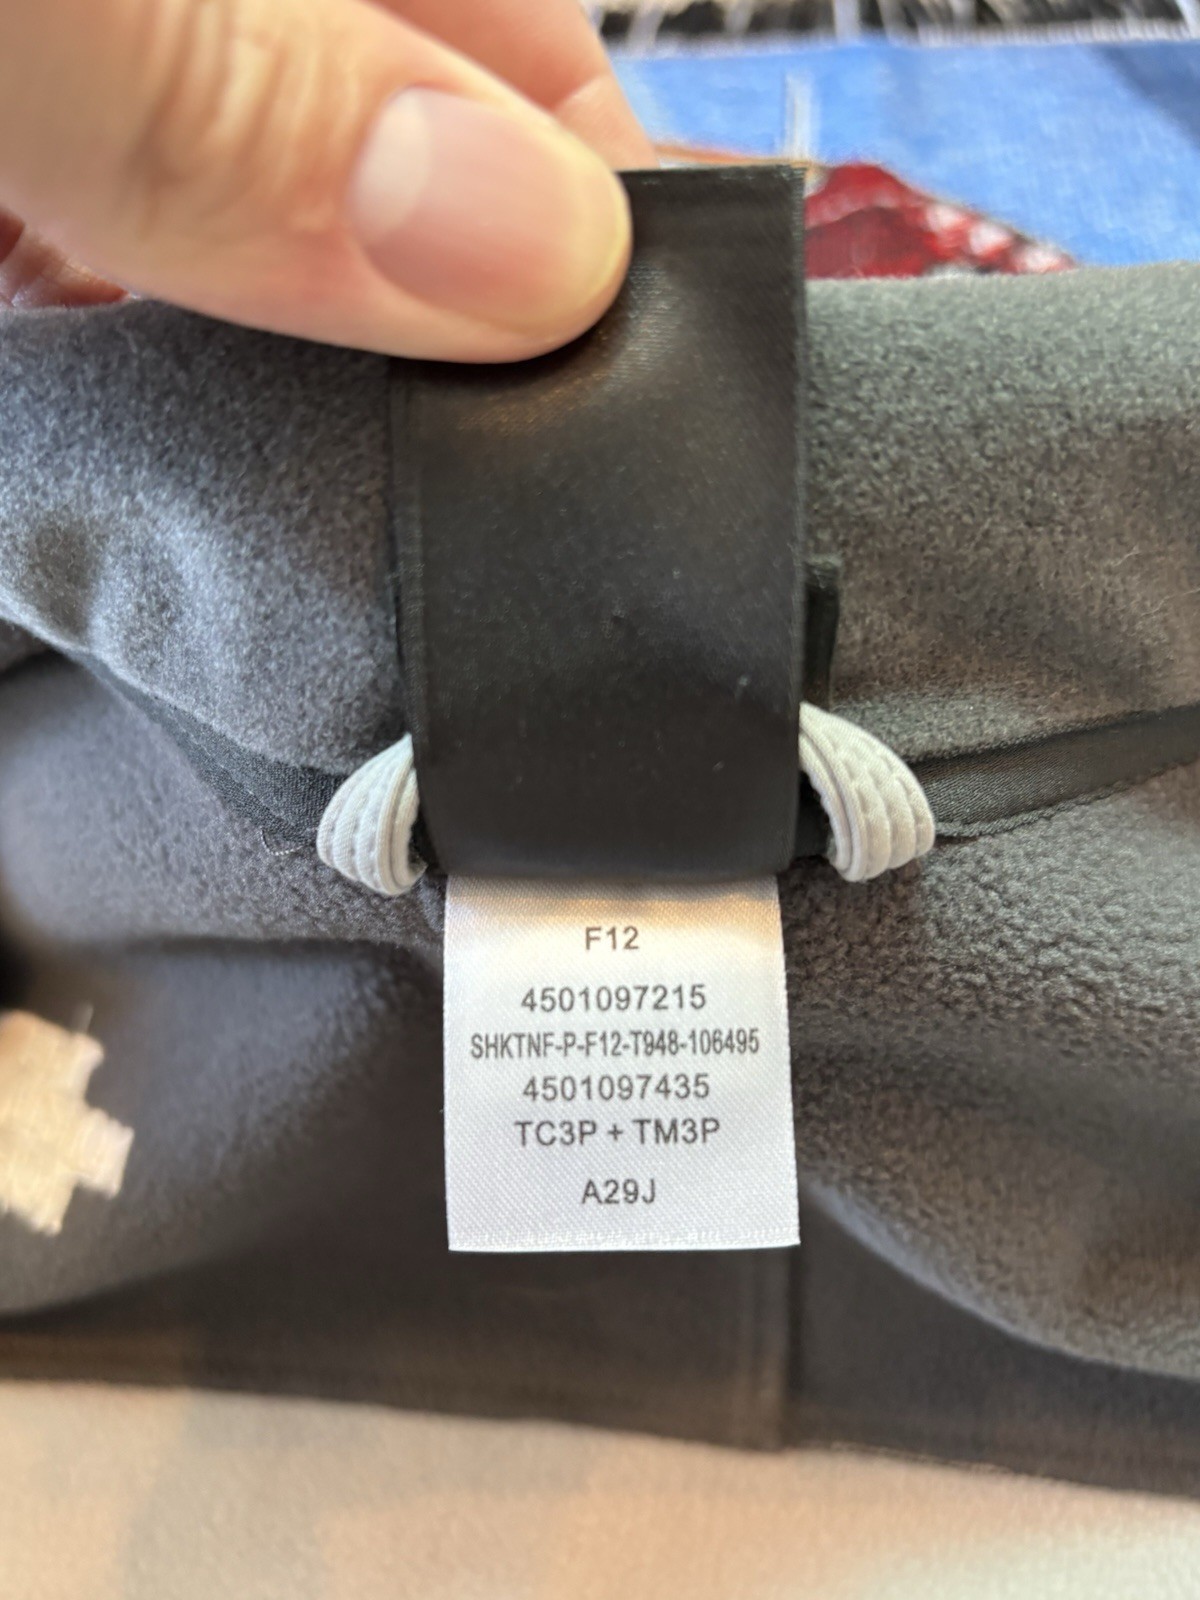 F12
4501097215
SHKTNF-P-F12-T948-106495
4501097435
TC3P + TM3P
A29J